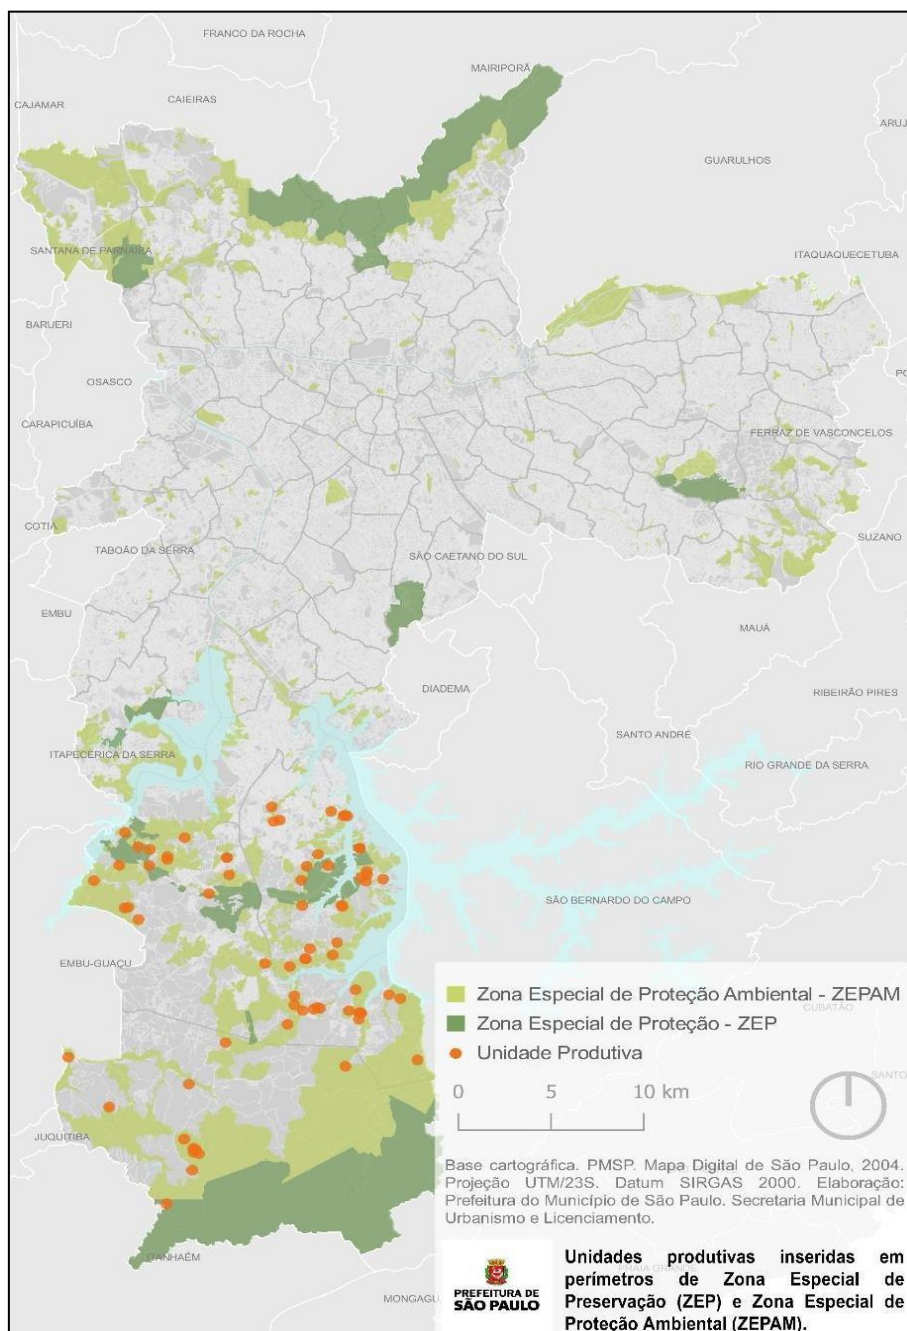 FRANCO DA ROCHA
MAIRIPORÃ
CAIEIRAS
CAJAMAR
ARUJ
GUARULHOS
SANTANA DE PARNAÍBA
ITAQUAQUECETUBA
BARUERI
PO
OSASCO
CARAPICUÍBA
FERRAZ DE VASCONCELOS
COTIA
SUZANO
TABOÃO DA SERRA
SÃO CAETANO DO SUL
EMBU
MAUÁ
DIADEMA
RIBEIRÃO PIRES
SANTO ANDRÉ
ITAPECERICA DA SERRA
RIO GRANDE DA SERRA
SÃO BERNARDO DO CAMPO
EMBU-GUAÇU
Zona Especial de Proteção Ambiental - ZEPAM
CUBATÃO
Zona Especial de Proteção - ZEP
Unidade Produtiva
SANTO
0 5 10 km
JUQUITIBA
Base cartográfica. PMSP. Mapa Digital de São Paulo, 2004.
Projeção UTM/23S. Datum SIRGAS 2000. Elaboração:
Prefeitura do Município de São Paulo. Secretaria Municipal de
Urbanismo e Licenciamento.
ITANHAÉM
PRAIA GRANDE
MONGAGU
PREFEITURA DE
SÃO PAULO
Unidades produtivas inseridas em
perímetros de Zona Especial de
Preservação (ZEP) e Zona Especial de
Proteção Ambiental (ZEPAM).